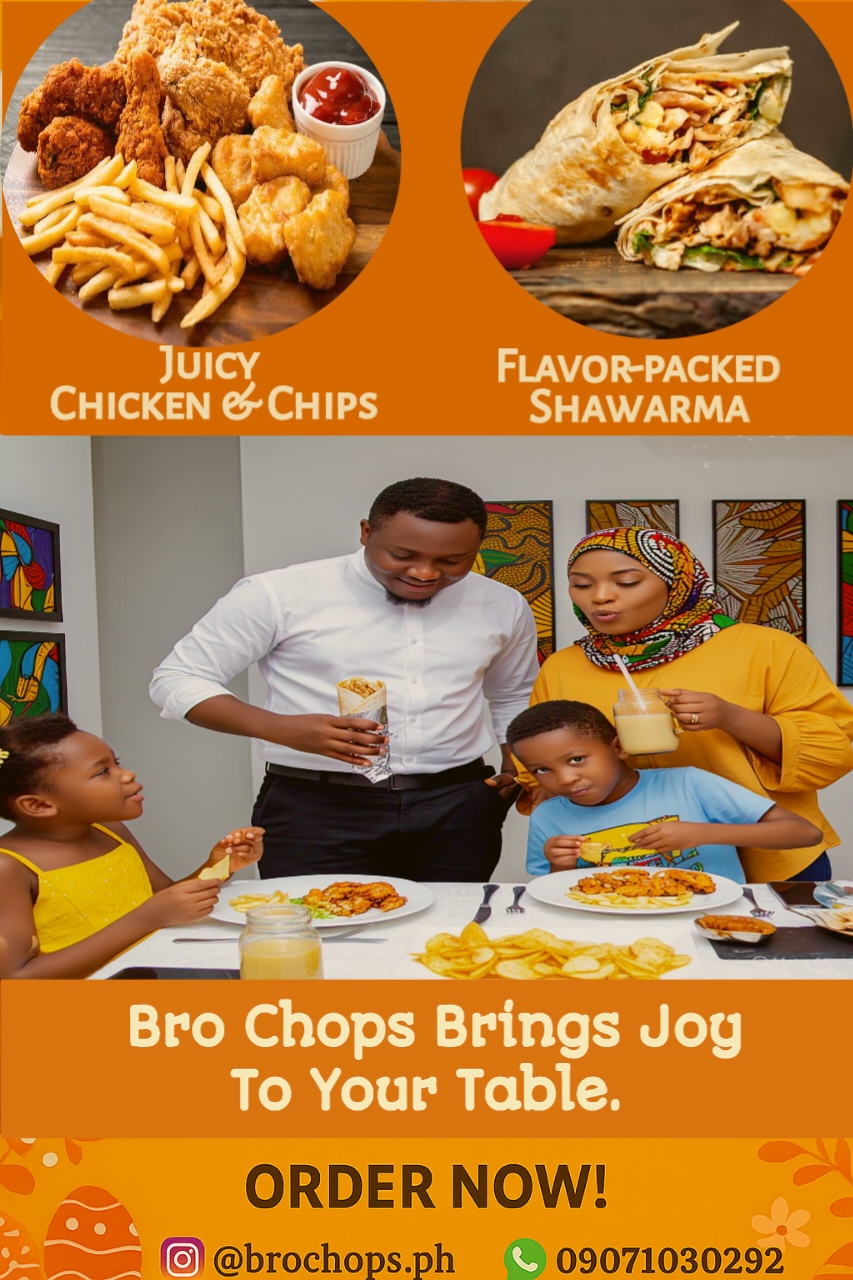 Juicy
Chicken & Chips
Flavor-packed
Shawarma
Bro Chops Brings Joy
To Your Table.
ORDER NOW!
@brochops.ph
09071030292